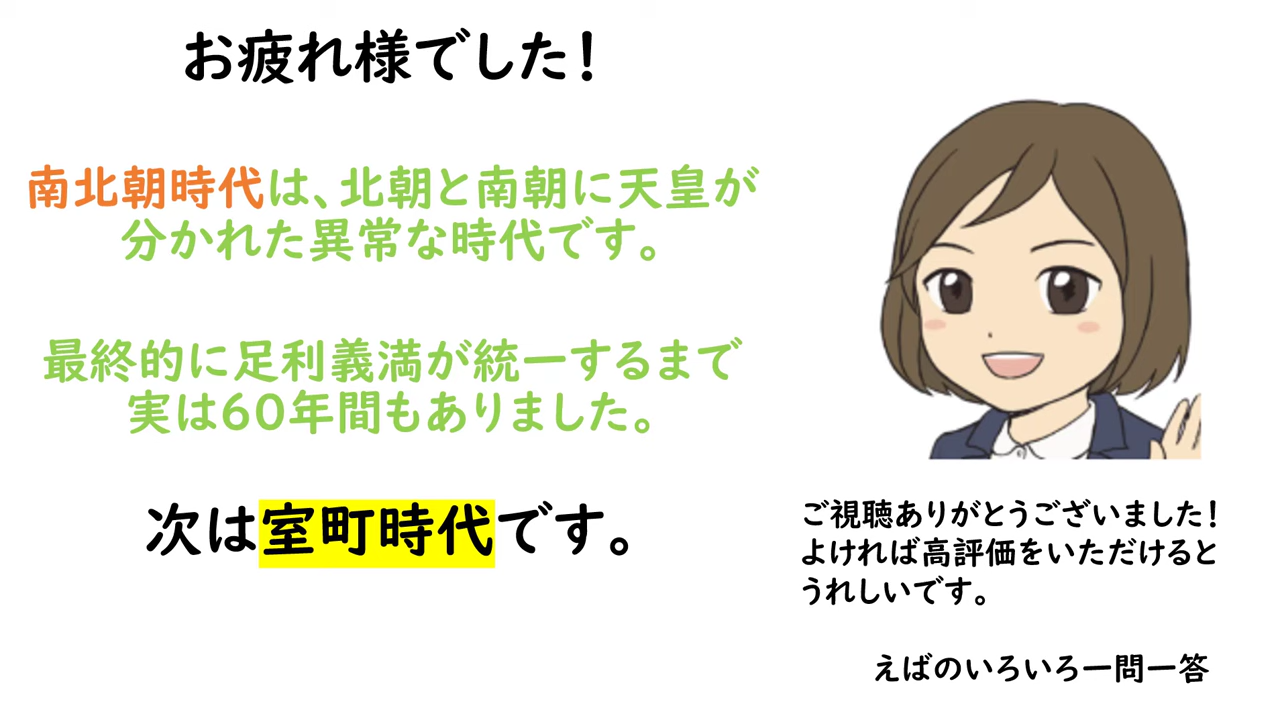 お疲れ様でした！
南北朝時代は、北朝と南朝に天皇が
分かれた異常な時代です。
最終的に足利義満が統一するまで
実は60年間もありました。
次は室町時代です。
ご視聴ありがとうございました！
よければ高評価をいただけると
うれしいです。
えばのいろいろ一問一答